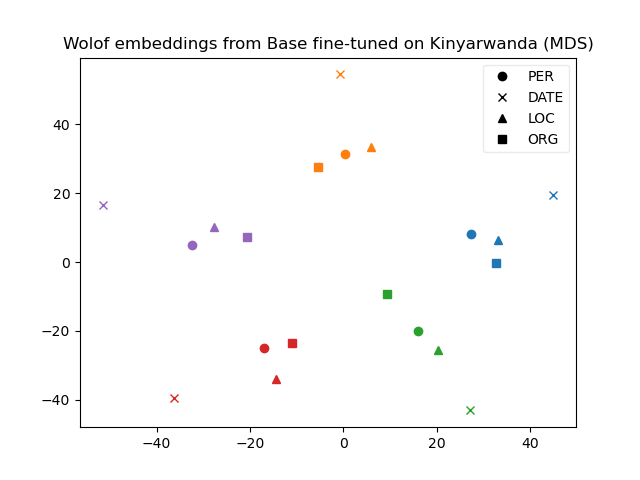 Wolof embeddings from Base fine-tuned on Kinyarwanda (MDS)
PER
DATE
LOC
ORG
40
20
0
−20
−40
−40 −20 0 20 40